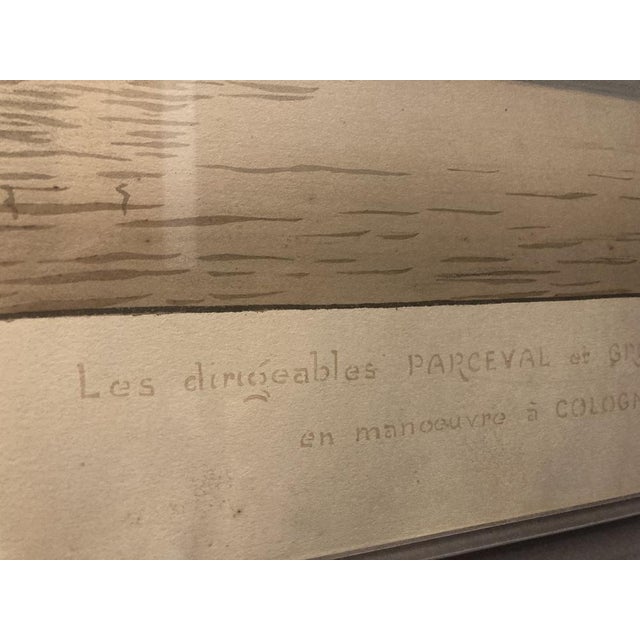 Les dirigeables PARCEVAL et
en manoeuvre à